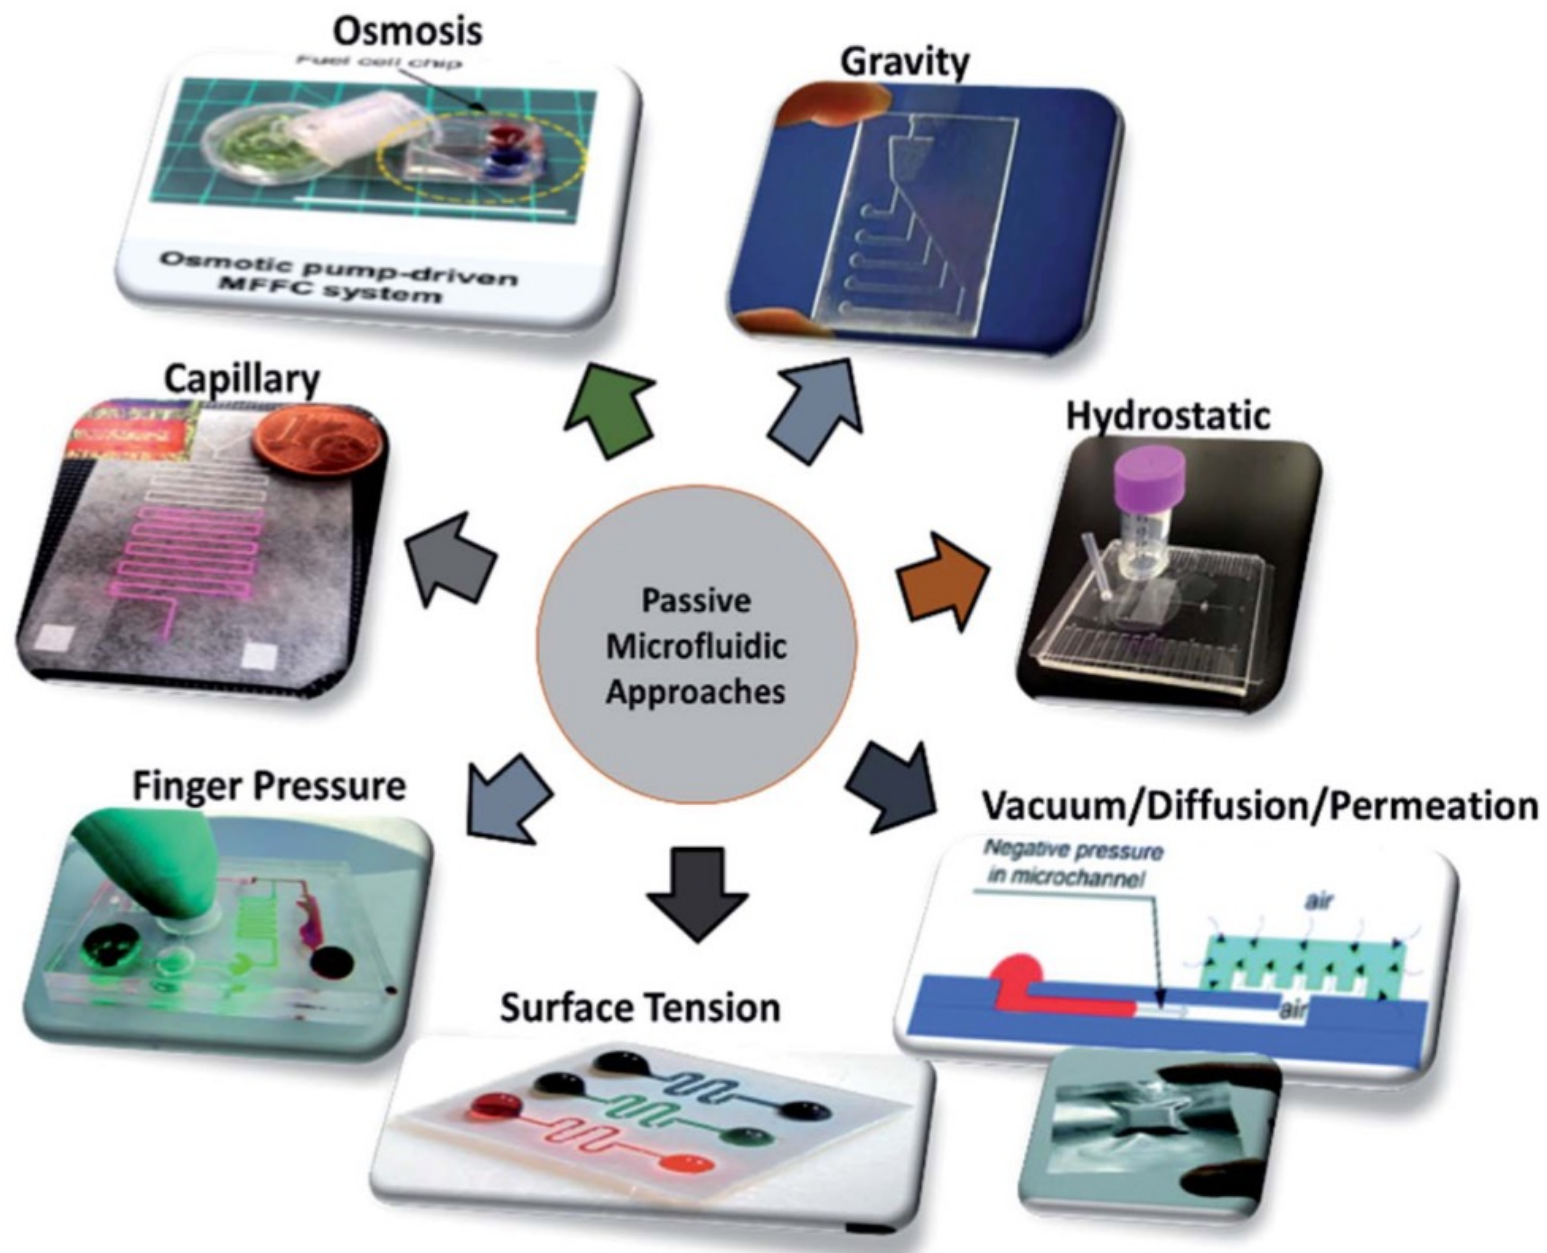 Osmosis
Fuel cell chip
Osmotic pump-driven
MFFC system
Gravity
Capillary
Hydrostatic
Passive
Microfluidic
Approaches
Finger Pressure
Vacuum/Diffusion/Permeation
Negative pressure
in microchannel
air
air
Surface Tension